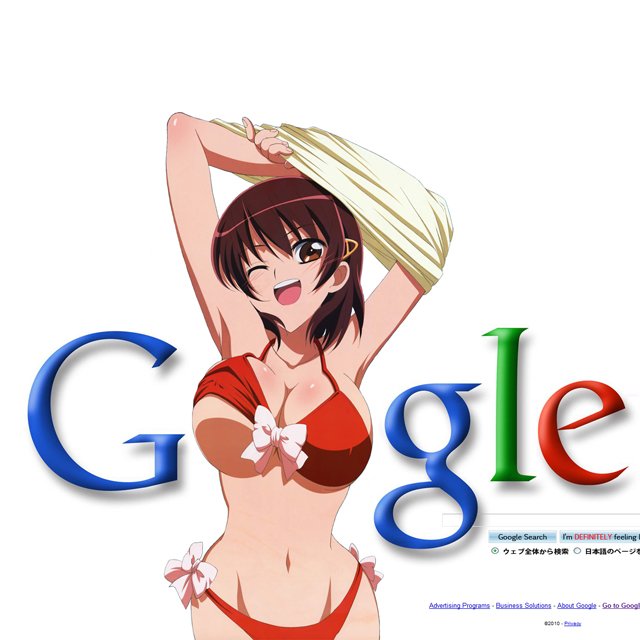 G gle
Google Search I'm DEFINITELY feeling
ウェブ全体から検索 日本語のページを
Advertising Programs - Business Solutions - About Google - Go to Googl
©2010 - Privacy